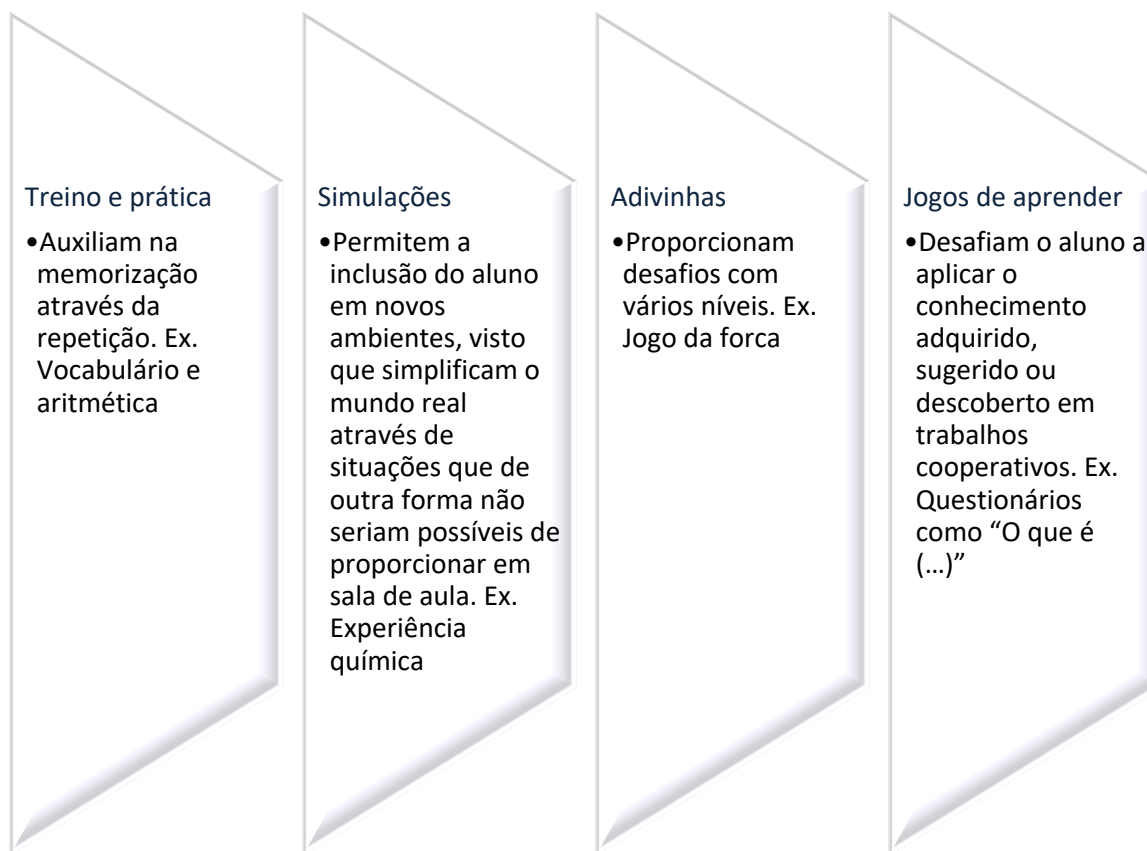 Treino e prática
•Auxiliam na
memorização
através da
repetição. Ex.
Vocabulário e
aritmética
Simulações
•Permitem a
inclusão do aluno
em novos
ambientes, visto
que simplificam o
mundo real
através de
situações que de
outra forma não
seriam possíveis de
proporcionar em
sala de aula. Ex.
Experiência
química
Adivinhas
•Proporcionam
desafios com
vários níveis. Ex.
Jogo da forca
Jogos de aprender
•Desafiam o aluno a
aplicar o
conhecimento
adquirido,
sugerido ou
descoberto em
trabalhos
cooperativos. Ex.
Questionários
como “O que é
(…)”